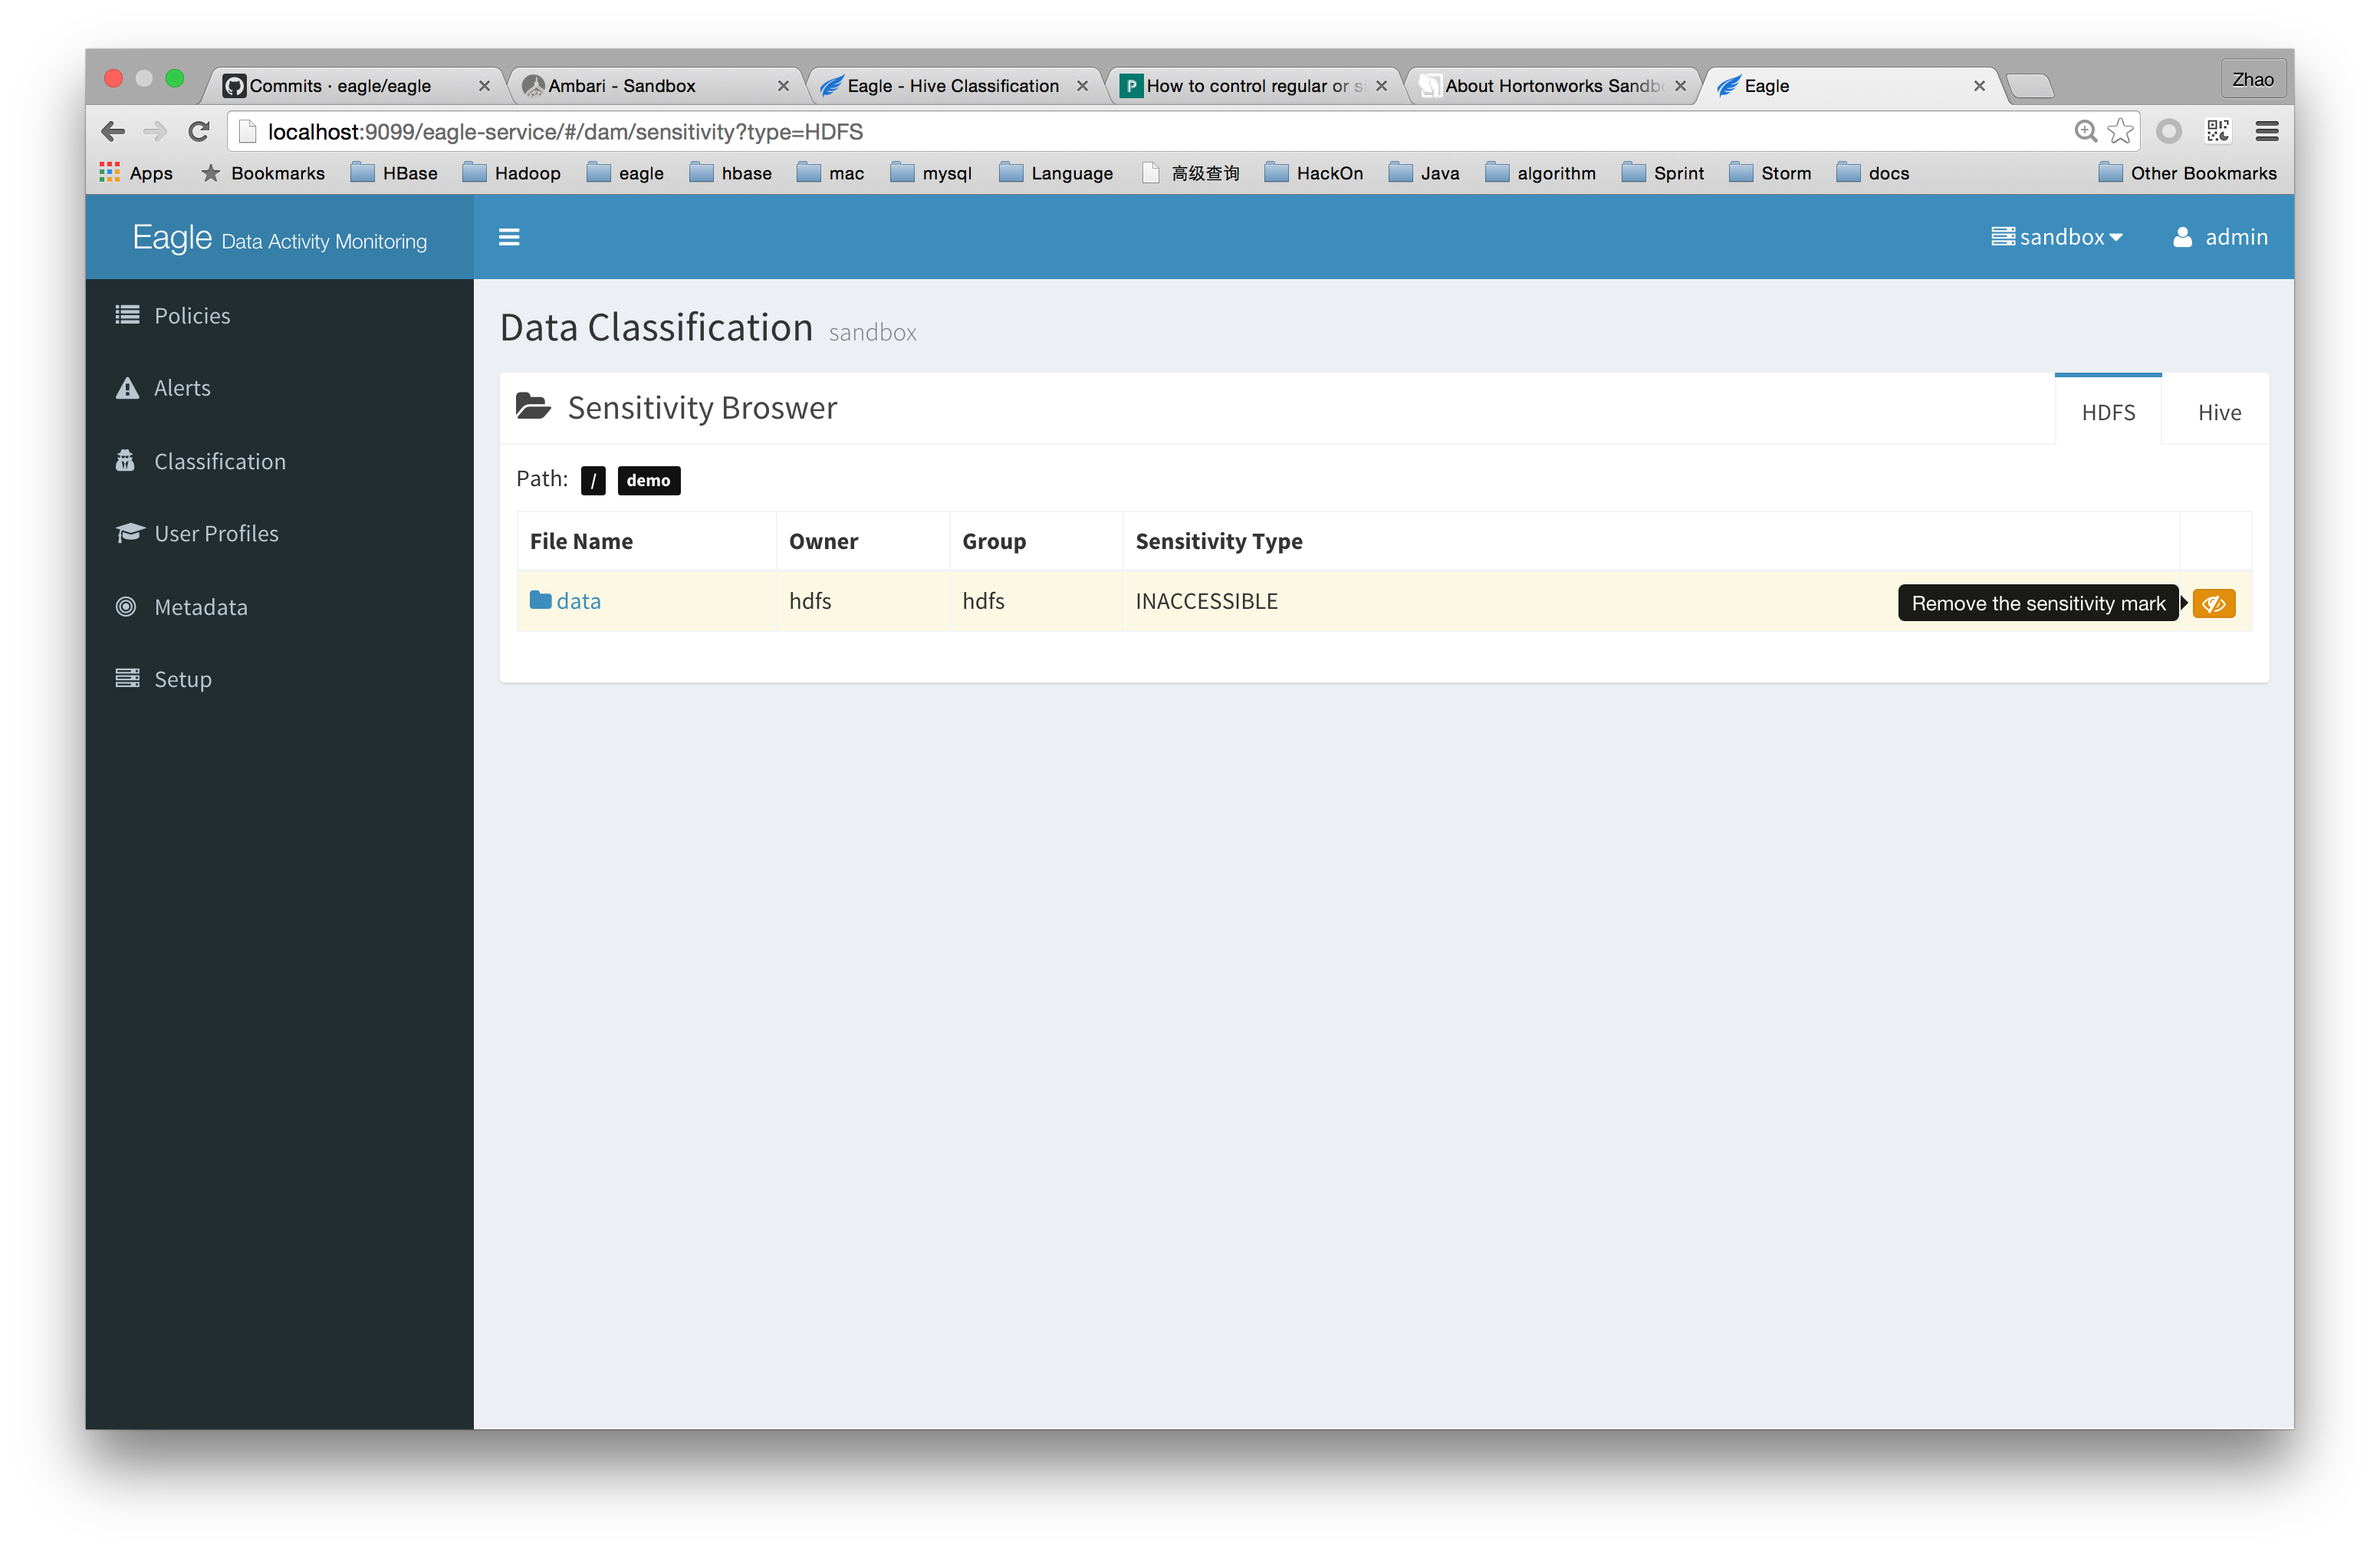 Commits · eagle/eagle
Ambari - Sandbox
Eagle - Hive Classification
How to control regular or s
About Hortonworks Sandb
Eagle
Zhao
localhost:9099/eagle-service/#/dam/sensitivity?type=HDFS
Apps
Bookmarks
HBase
Hadoop
eagle
hbase
mac
mysql
Language
高级查询
HackOn
Java
algorithm
Sprint
Storm
docs
Other Bookmarks
Eagle Data Activity Monitoring
sandbox
admin
Policies
Alerts
Classification
User Profiles
Metadata
Setup
Data Classification sandbox
Sensitivity Broswer
HDFS
Hive
Path: / demo
File Name Owner Group Sensitivity Type
data hdfs hdfs INACCESSIBLE
Remove the sensitivity mark